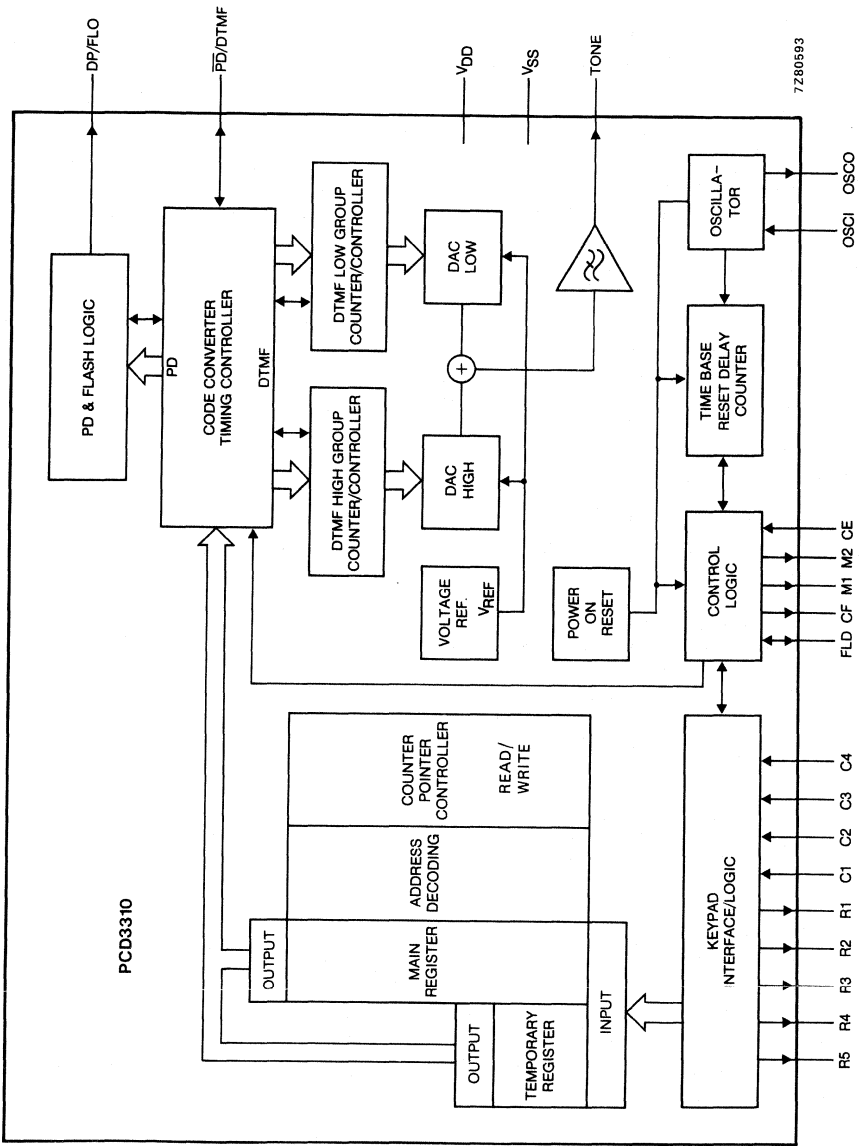 PCD3310
DP/FLO
PD/DTMF
VDD
VSS
TONE
7Z80593
PD & FLASH LOGIC
PD
CODE CONVERTER
TIMING CONTROLLER
DTMF
DTMF HIGH GROUP
COUNTER/CONTROLLER
DTMF LOW GROUP
COUNTER/CONTROLLER
DAC
HIGH
+
DAC
LOW
VOLTAGE
REF.
VREF
POWER
ON
RESET
OUTPUT
MAIN
REGISTER
ADDRESS
DECODING
COUNTER
POINTER
CONTROLLER
READ/
WRITE
OUTPUT
TEMPORARY
REGISTER
INPUT
KEYPAD
INTERFACE/LOGIC
CONTROL
LOGIC
TIME BASE
RESET DELAY
COUNTER
OSCILLA-
TOR
R5
R4
R3
R2
R1
C1
C2
C3
C4
FLD
CF
M1
M2
CE
OSCI
OSCO